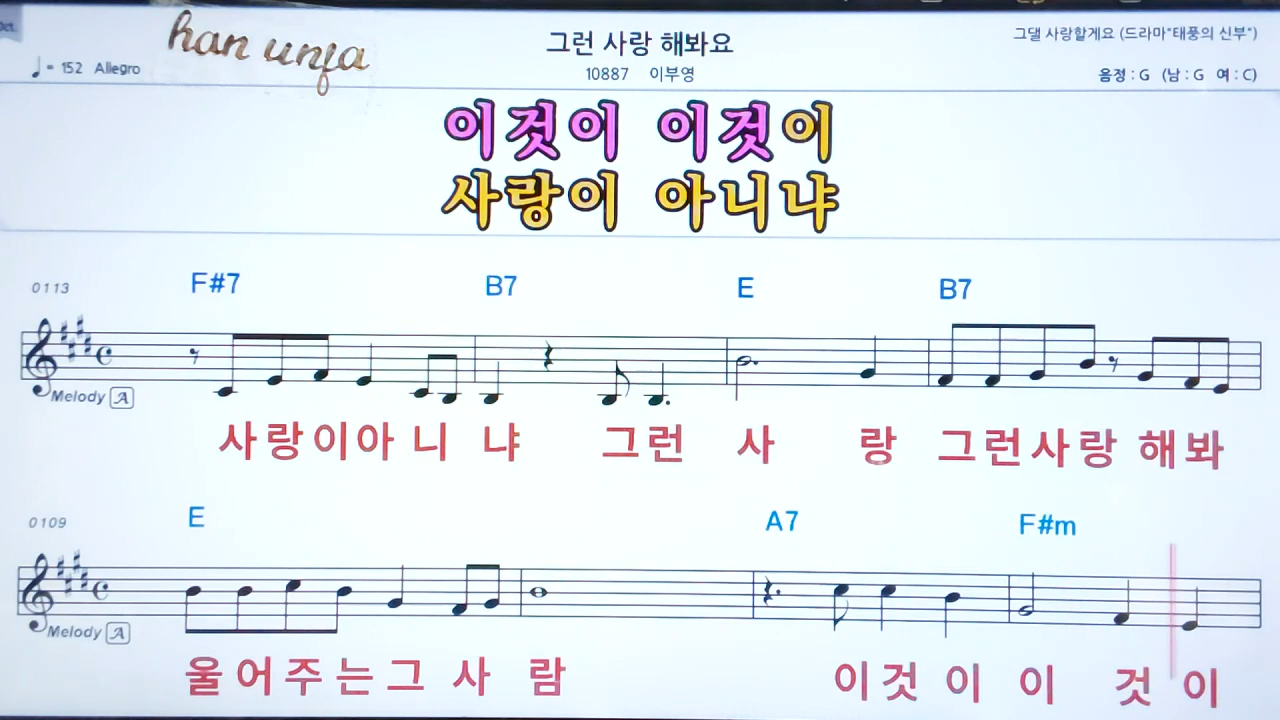 Oct.
han unja
그런 사랑 해봐요
그댈 사랑할게요 (드라마"태풍의 신부")
♩= 152 Allegro
10887 이부영
음정 : G (남 : G 여 : C)
이것이 이것이
사랑이 아니냐
0113
F#7 B7 E B7
Melody A
사랑이아니냐 그런 사랑 그런사랑 해봐
0109
E A7 F#m
Melody A
울어주는그 사람 이것이 이것이